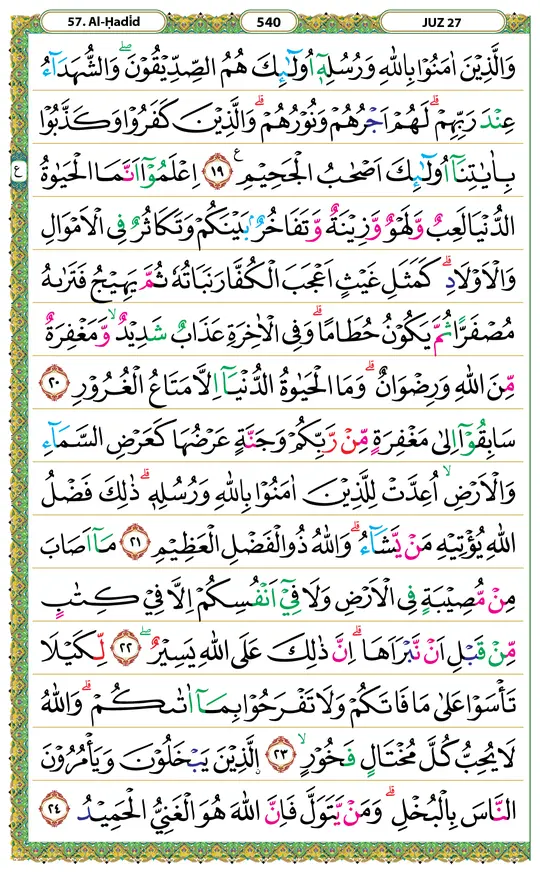 57. Al-Ḥadīd 540 JUZ 27
وَالَّذِيْنَ اٰمَنُوْا بِاللّٰهِ وَرُسُلِهٖٓ اُولٰٓئِكَ هُمُ الصِّدِّيْقُوْنَ ۖ وَالشُّهَدَآءُ
عِنْدَ رَبِّهِمْ ۗ لَهُمْ اَجْرُهُمْ وَنُوْرُهُمْ ۗ وَالَّذِيْنَ كَفَرُوْا وَكَذَّبُوْا
ع
بِاٰيٰتِنَآ اُولٰٓئِكَ اَصْحٰبُ الْجَحِيْمِ ࣖ ١٩ اِعْلَمُوْٓا اَنَّمَا الْحَيٰوةُ
الدُّنْيَا لَعِبٌ وَّلَهْوٌ وَّزِيْنَةٌ وَّتَفَاخُرٌۢ بَيْنَكُمْ وَتَكَاثُرٌ فِى الْاَمْوَالِ
وَالْاَوْلَادِ ۗ كَمَثَلِ غَيْثٍ اَعْجَبَ الْكُفَّارَ نَبَاتُهٗ ثُمَّ يَهِيْجُ فَتَرٰىهُ
مُصْفَرًّا ثُمَّ يَكُوْنُ حُطَامًا ۗ وَفِى الْاٰخِرَةِ عَذَابٌ شَدِيْدٌ ۙ وَّمَغْفِرَةٌ
مِّنَ اللّٰهِ وَرِضْوَانٌ ۗ وَمَا الْحَيٰوةُ الدُّنْيَآ اِلَّا مَتَاعُ الْغُرُوْرِ ٢٠
سَابِقُوْٓا اِلٰى مَغْفِرَةٍ مِّنْ رَّبِّكُمْ وَجَنَّةٍ عَرْضُهَا كَعَرْضِ السَّمَآءِ
وَالْاَرْضِ ۙ اُعِدَّتْ لِلَّذِيْنَ اٰمَنُوْا بِاللّٰهِ وَرُسُلِهٖ ۗ ذٰلِكَ فَضْلُ
اللّٰهِ يُؤْتِيْهِ مَنْ يَّشَآءُ ۗ وَاللّٰهُ ذُو الْفَضْلِ الْعَظِيْمِ ٢١ مَآ اَصَابَ
مِنْ مُّصِيْبَةٍ فِى الْاَرْضِ وَلَا فِيْٓ اَنْفُسِكُمْ اِلَّا فِيْ كِتٰبٍ
مِّنْ قَبْلِ اَنْ نَّبْرَاَهَا ۗ اِنَّ ذٰلِكَ عَلَى اللّٰهِ يَسِيْرٌ ۖ ٢٢ لِّكَيْلَا
تَأْسَوْا عَلٰى مَا فَاتَكُمْ وَلَا تَفْرَحُوْا بِمَآ اٰتٰىكُمْ ۗ وَاللّٰهُ
لَا يُحِبُّ كُلَّ مُخْتَالٍ فَخُوْرٍ ۙ ٢٣ ۨالَّذِيْنَ يَبْخَلُوْنَ وَيَأْمُرُوْنَ
النَّاسَ بِالْبُخْلِ ۗ وَمَنْ يَّتَوَلَّ فَاِنَّ اللّٰهَ هُوَ الْغَنِيُّ الْحَمِيْدُ ٢٤